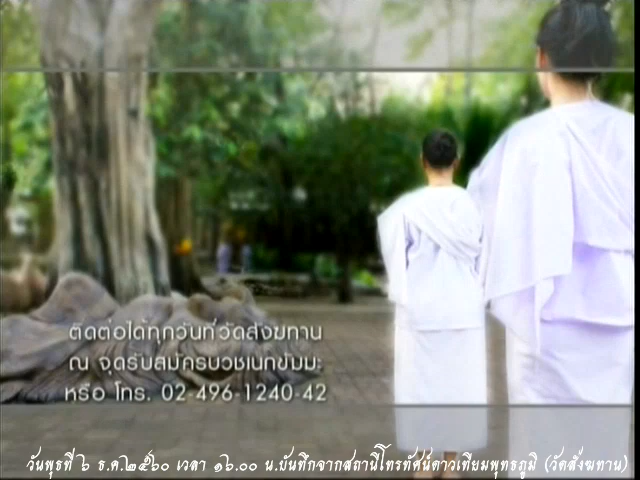 ติดต่อได้ทุกวันที่วัดสังฆทาน
ณ จุดรับสมัครบวชเนกขัมมะ
หรือ โทร. 02-496-1240-42
วันพุธที่ ๖ ธ.ค.๒๕๖๐ เวลา ๑๖.๐๐ น.บันทึกจากสถานีโทรทัศน์ดาวเทียมพุทธภูมิ (วัดสังฆทาน)